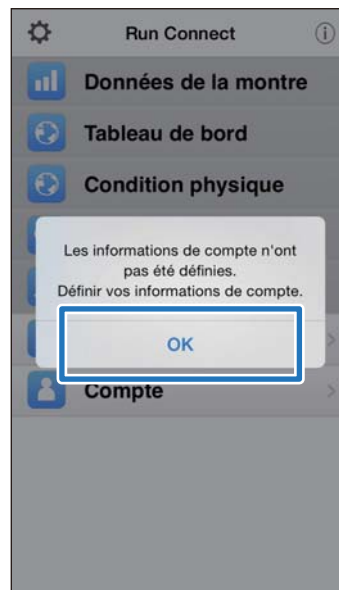 Run Connect
Données de la montre
Tableau de bord
Condition physique
Les informations de compte n'ont
pas été définies.
Définir vos informations de compte.
OK
Compte